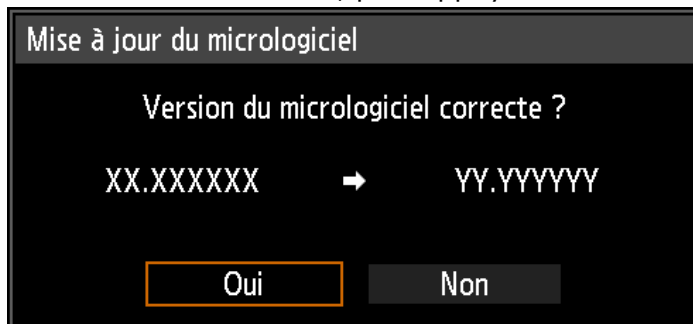 Mise à jour du micrologiciel
Version du micrologiciel correcte ?
XX.XXXXXX ➡ YY.YYYYYY
Oui Non